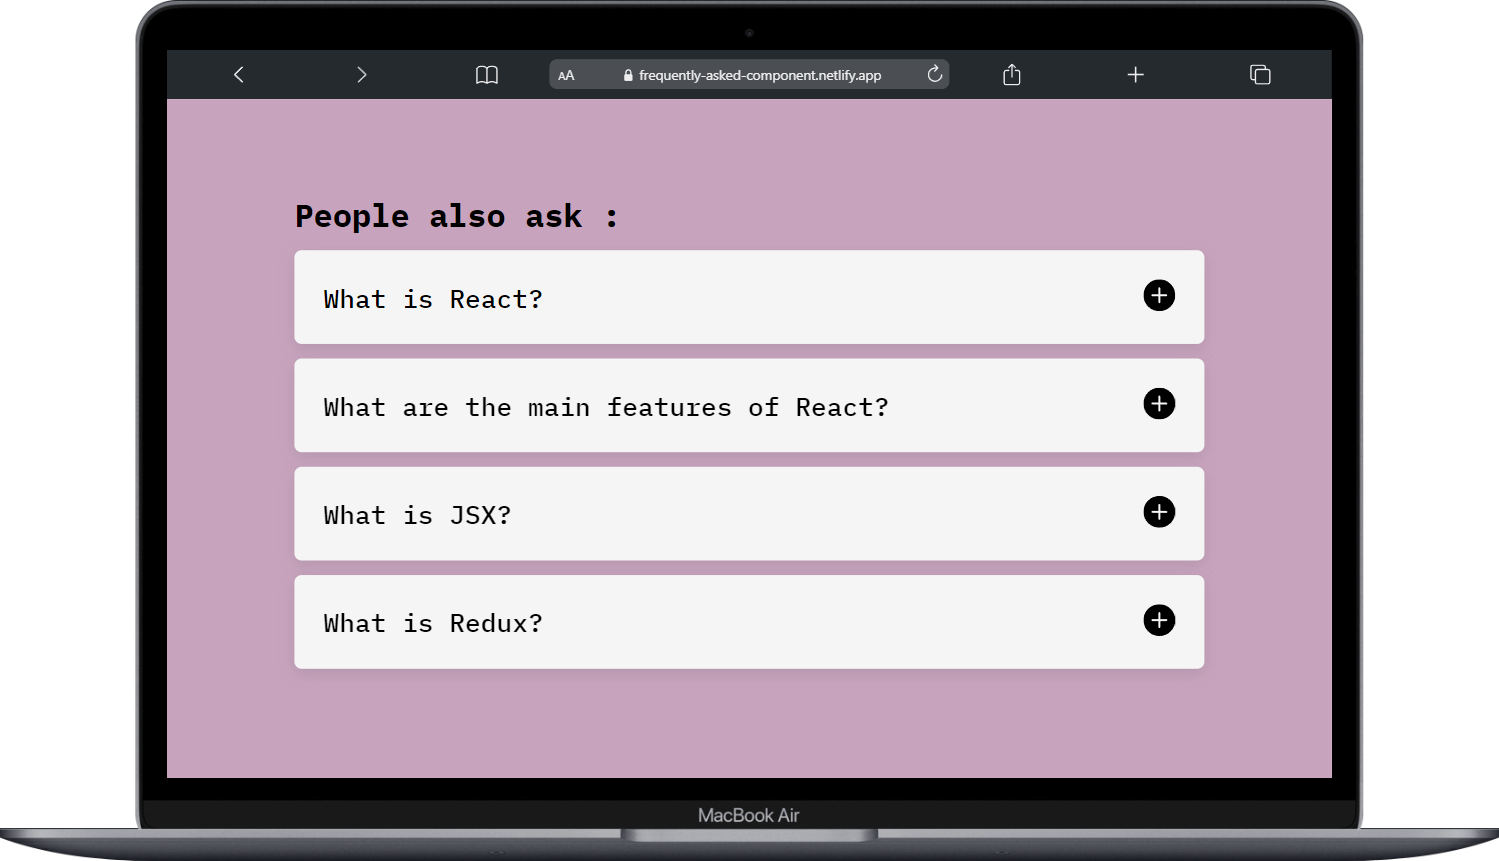 AA
frequently-asked-component.netlify.app
People also ask :
What is React?
What are the main features of React?
What is JSX?
What is Redux?
MacBook Air